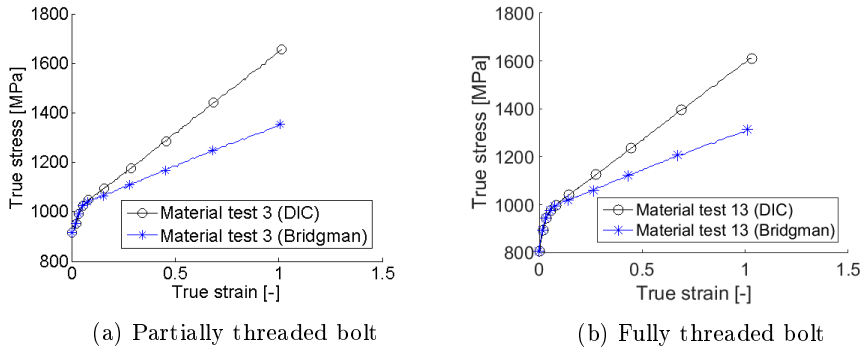 1800
1600
1400
1200
1000
800
0
0.5
1
1.5
True stress [MPa]
True strain [-]
Material test 3 (DIC)
Material test 3 (Bridgman)
(a) Partially threaded bolt
1800
1600
1400
1200
1000
800
0
0.5
1
1.5
True stress [MPa]
True strain [-]
Material test 13 (DIC)
Material test 13 (Bridgman)
(b) Fully threaded bolt